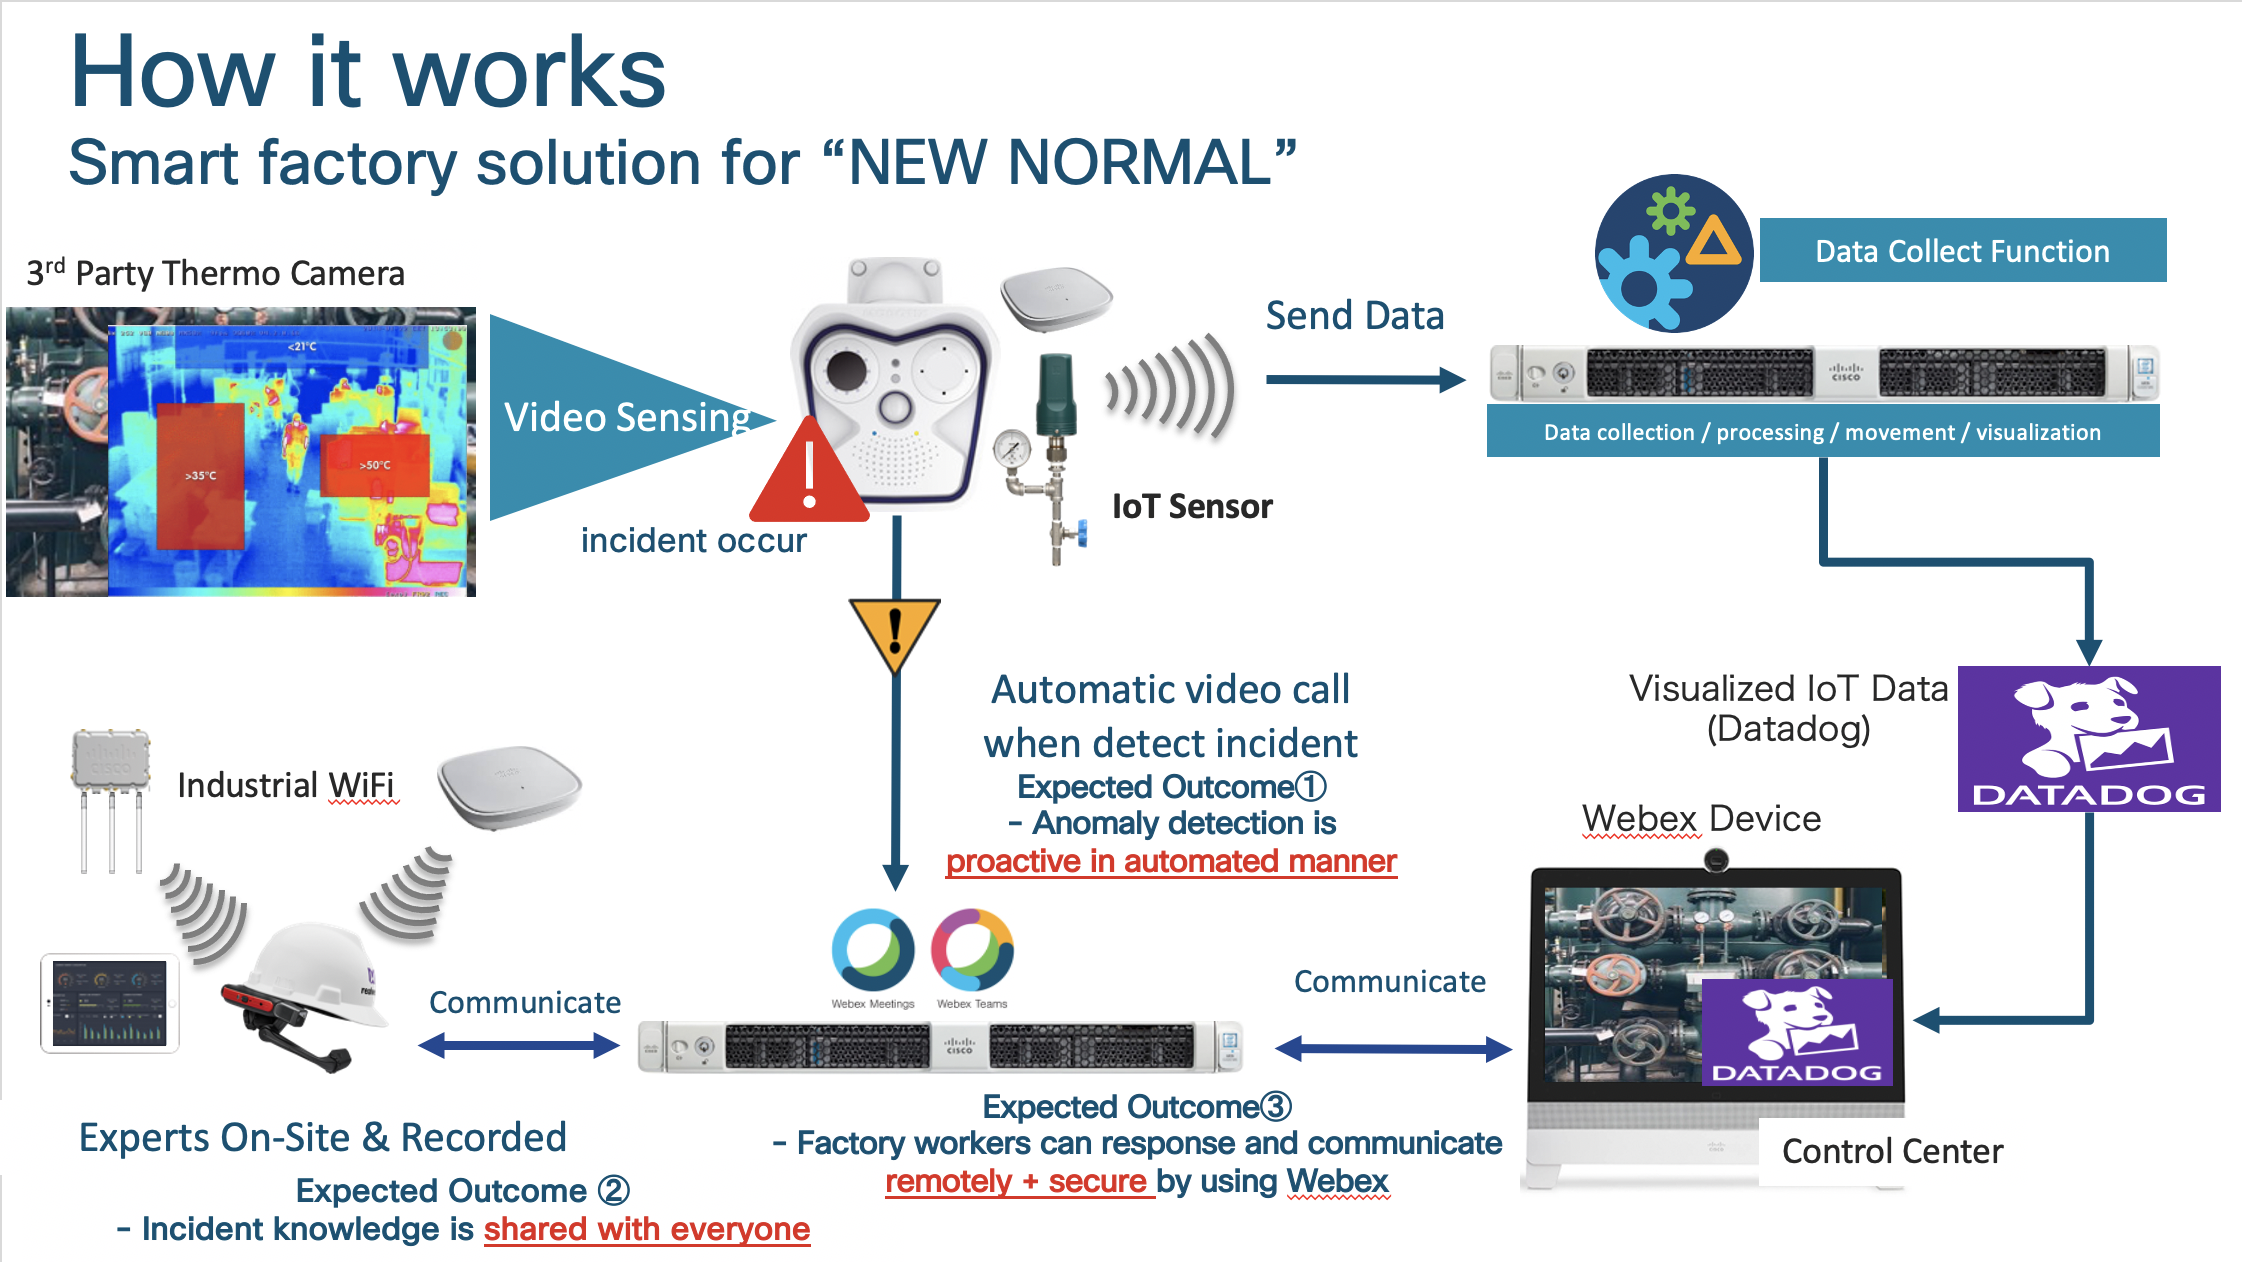 How it works
Smart factory solution for “NEW NORMAL”
3rd Party Thermo Camera
<21°C
>35°C
>50°C
Video Sensing
incident occur
IoT Sensor
Send Data
Data Collect Function
CISCO
Data collection / processing / movement / visualization
Automatic video call
when detect incident
Expected Outcome①
- Anomaly detection is
proactive in automated manner
Visualized IoT Data
(Datadog)
DATADOG
Webex Device
DATADOG
Control Center
CISCO
Industrial WiFi
Communicate
Webex Meetings
Webex Teams
CISCO
Communicate
Experts On-Site & Recorded
Expected Outcome ②
- Incident knowledge is shared with everyone
Expected Outcome③
- Factory workers can response and communicate
remotely + secure by using Webex